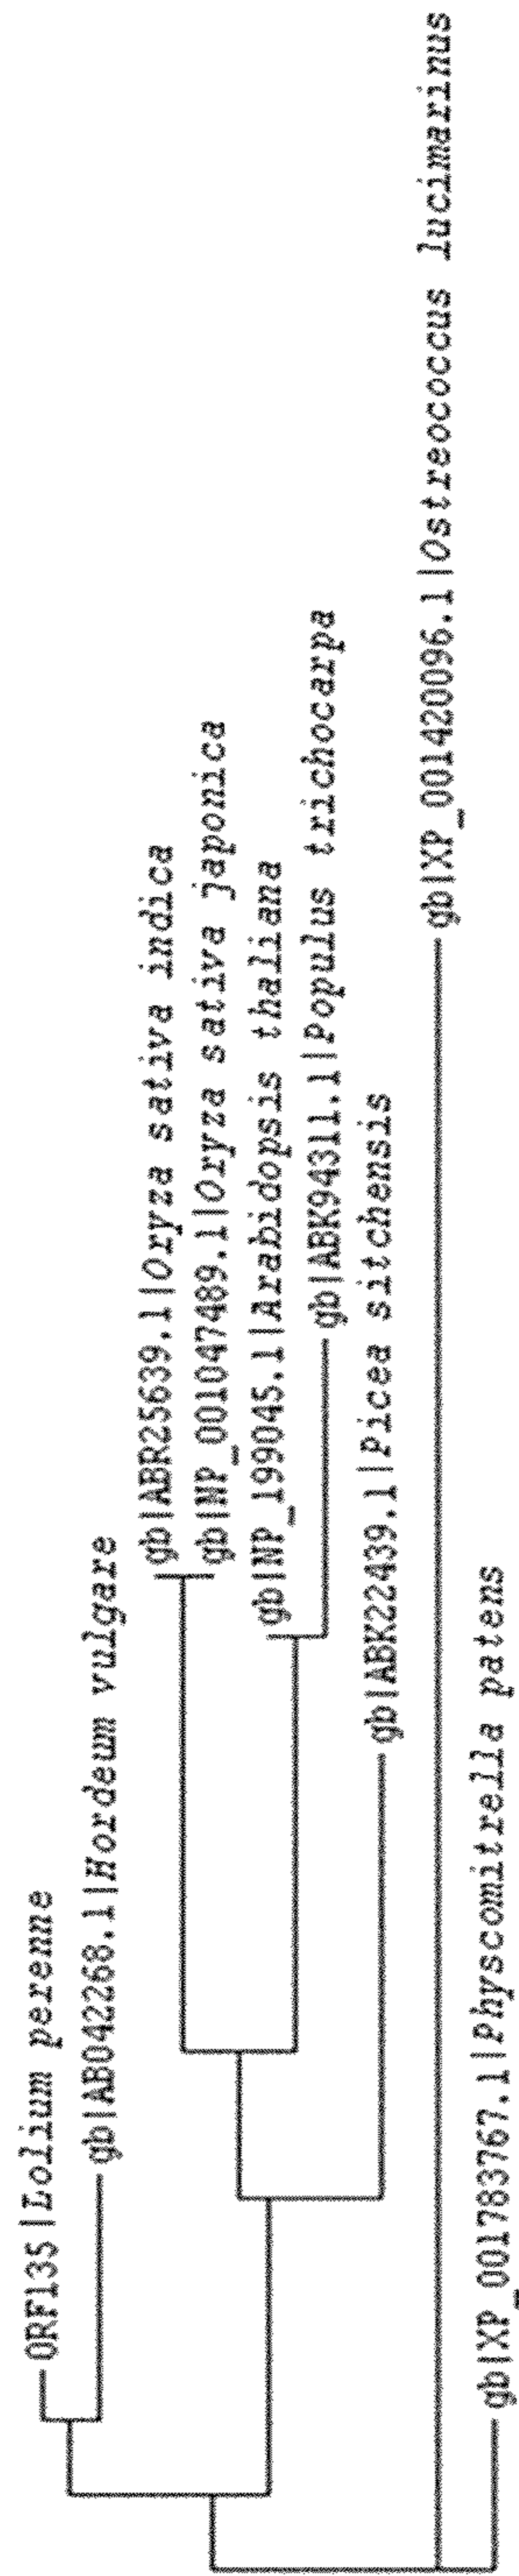 ORF135|Lolium perenne
gb|ABO42268.1|Hordeum vulgare
gb|ABR25639.1|Oryza sativa indica
gb|NP_001047489.1|Oryza sativa japonica
gb|NP_199045.1|Arabidopsis thaliana
gb|ABK94311.1|Populus trichocarpa
gb|ABK22439.1|Picea sitchensis
gb|XP_001420096.1|Ostreococcus lucimarinus
gb|XP_001783767.1|Physcomitrella patens